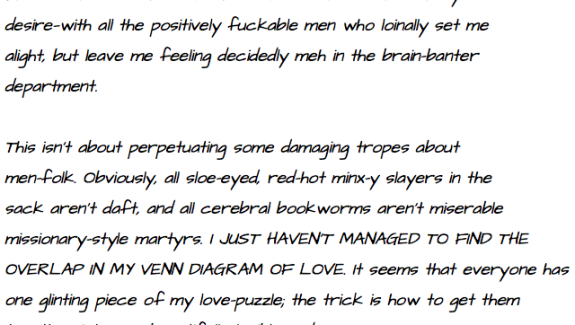 desire-with all the positively fuckable men who loinally set me
alight, but leave me feeling decidedly meh in the brain-banter
department.
This isn't about perpetuating some damaging tropes about
men-folk. Obviously, all sloe-eyed, red-hot minx-y slayers in the
sack aren't daft, and all cerebral bookworms aren't miserable
missionary-style martyrs. I JUST HAVEN'T MANAGED TO FIND THE
OVERLAP IN MY VENN DIAGRAM OF LOVE. It seems that everyone has
one glinting piece of my love-puzzle; the trick is how to get them